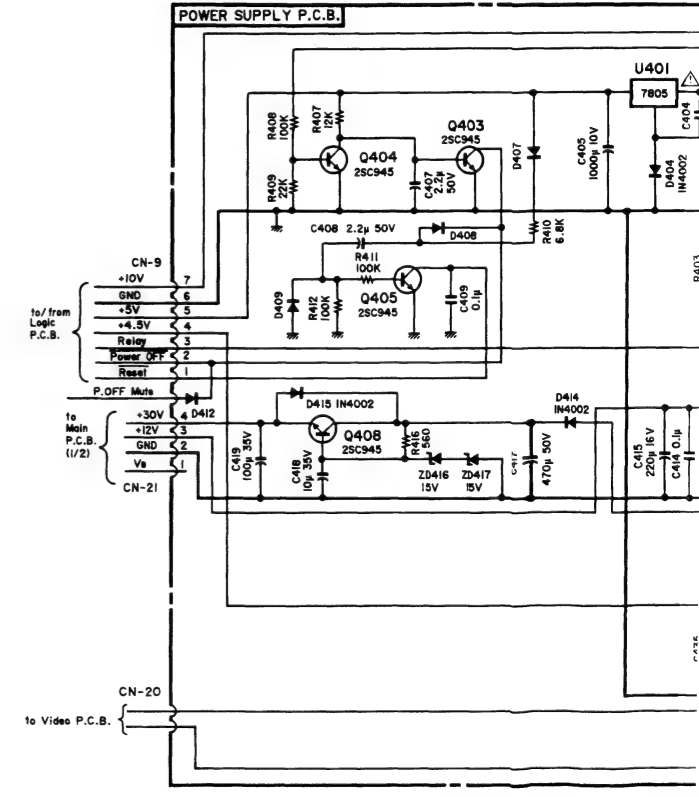 POWER SUPPLY P.C.B.
U401
7805
C404
R408
100K
R407
12K
Q404
2SC945
Q403
2SC945
C407
2.2μ
50V
D407
C405
1000μ 10V
D404
1N4002
R409
22K
C408 2.2μ 50V
D408
R410
6.8K
R411
100K
R403
CN-9
+10V 7
GND 6
+5V 5
+4.5V 4
Relay 3
Power OFF 2
Reset 1
to/from
Logic
P.C.B.
D409
R412
100K
Q405
2SC945
C409
0.1μ
P.OFF Mute
D412
D415 1N4002
D414
1N4002
to
Main
P.C.B.
(1/2)
+30V 4
+12V 3
GND 2
Vs 1
CN-21
C419
100μ 35V
C418
10μ 35V
Q408
2SC945
R416
560
ZD416
15V
ZD417
15V
C417
470μ 50V
C415
220μ 16V
C414 0.1μ
CN-20
to Video P.C.B.